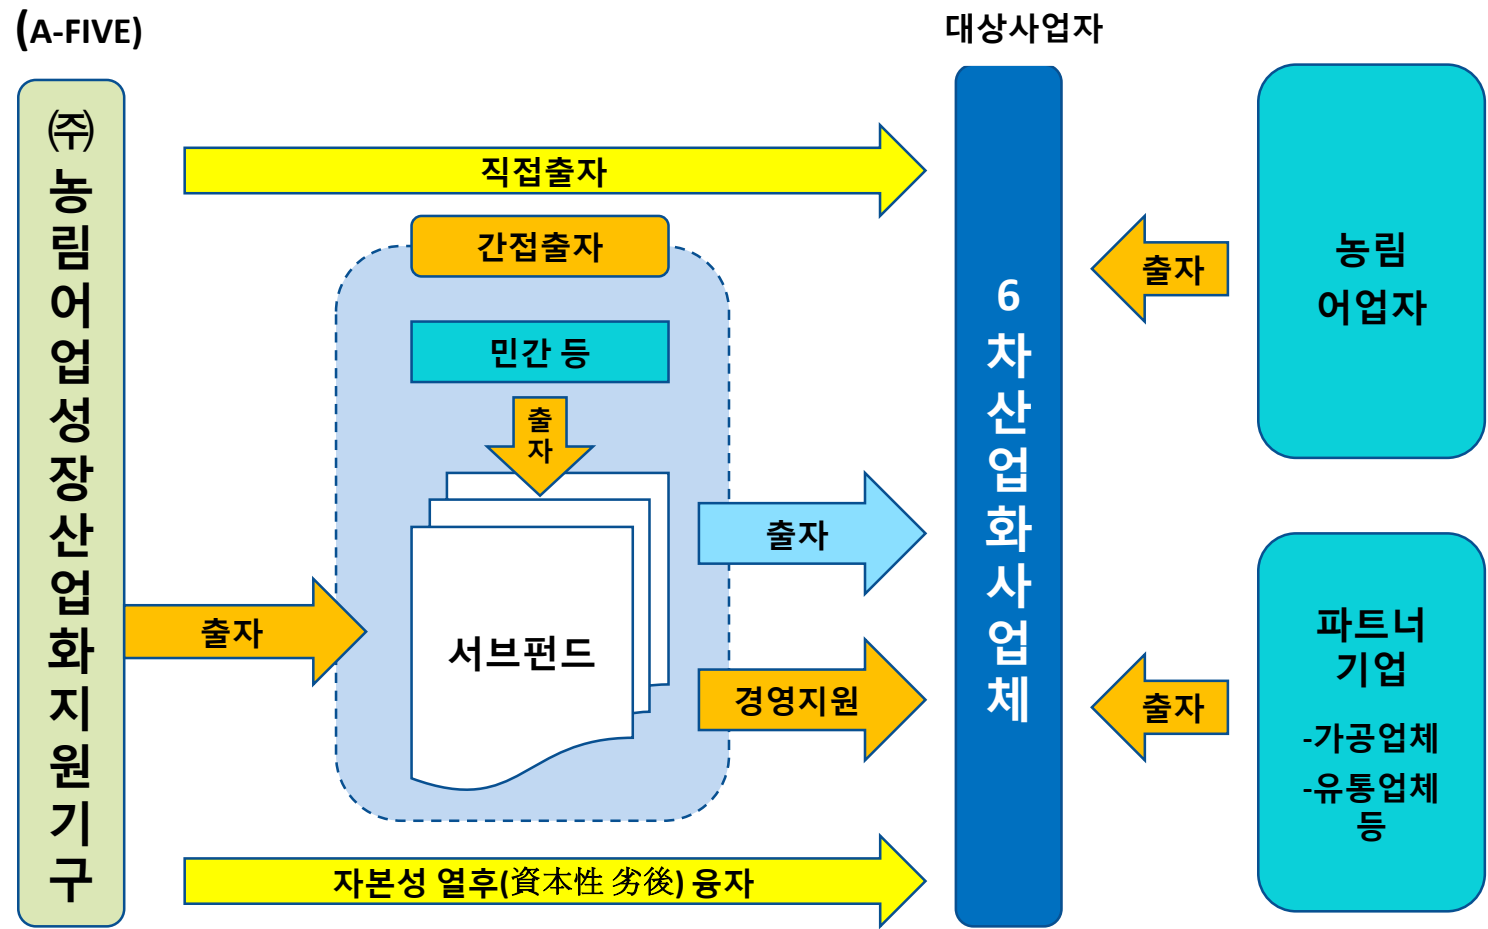 (A-FIVE)
대상사업자
㈜농림어업성장산업화지원기구
직접출자
간접출자
민간 등
출
자
서브펀드
출자
출자
경영지원
자본성 열후(資本性 劣後) 융자
6차산업화사업체
출자
농림
어업자
출자
파트너
기업
-가공업체
-유통업체
등